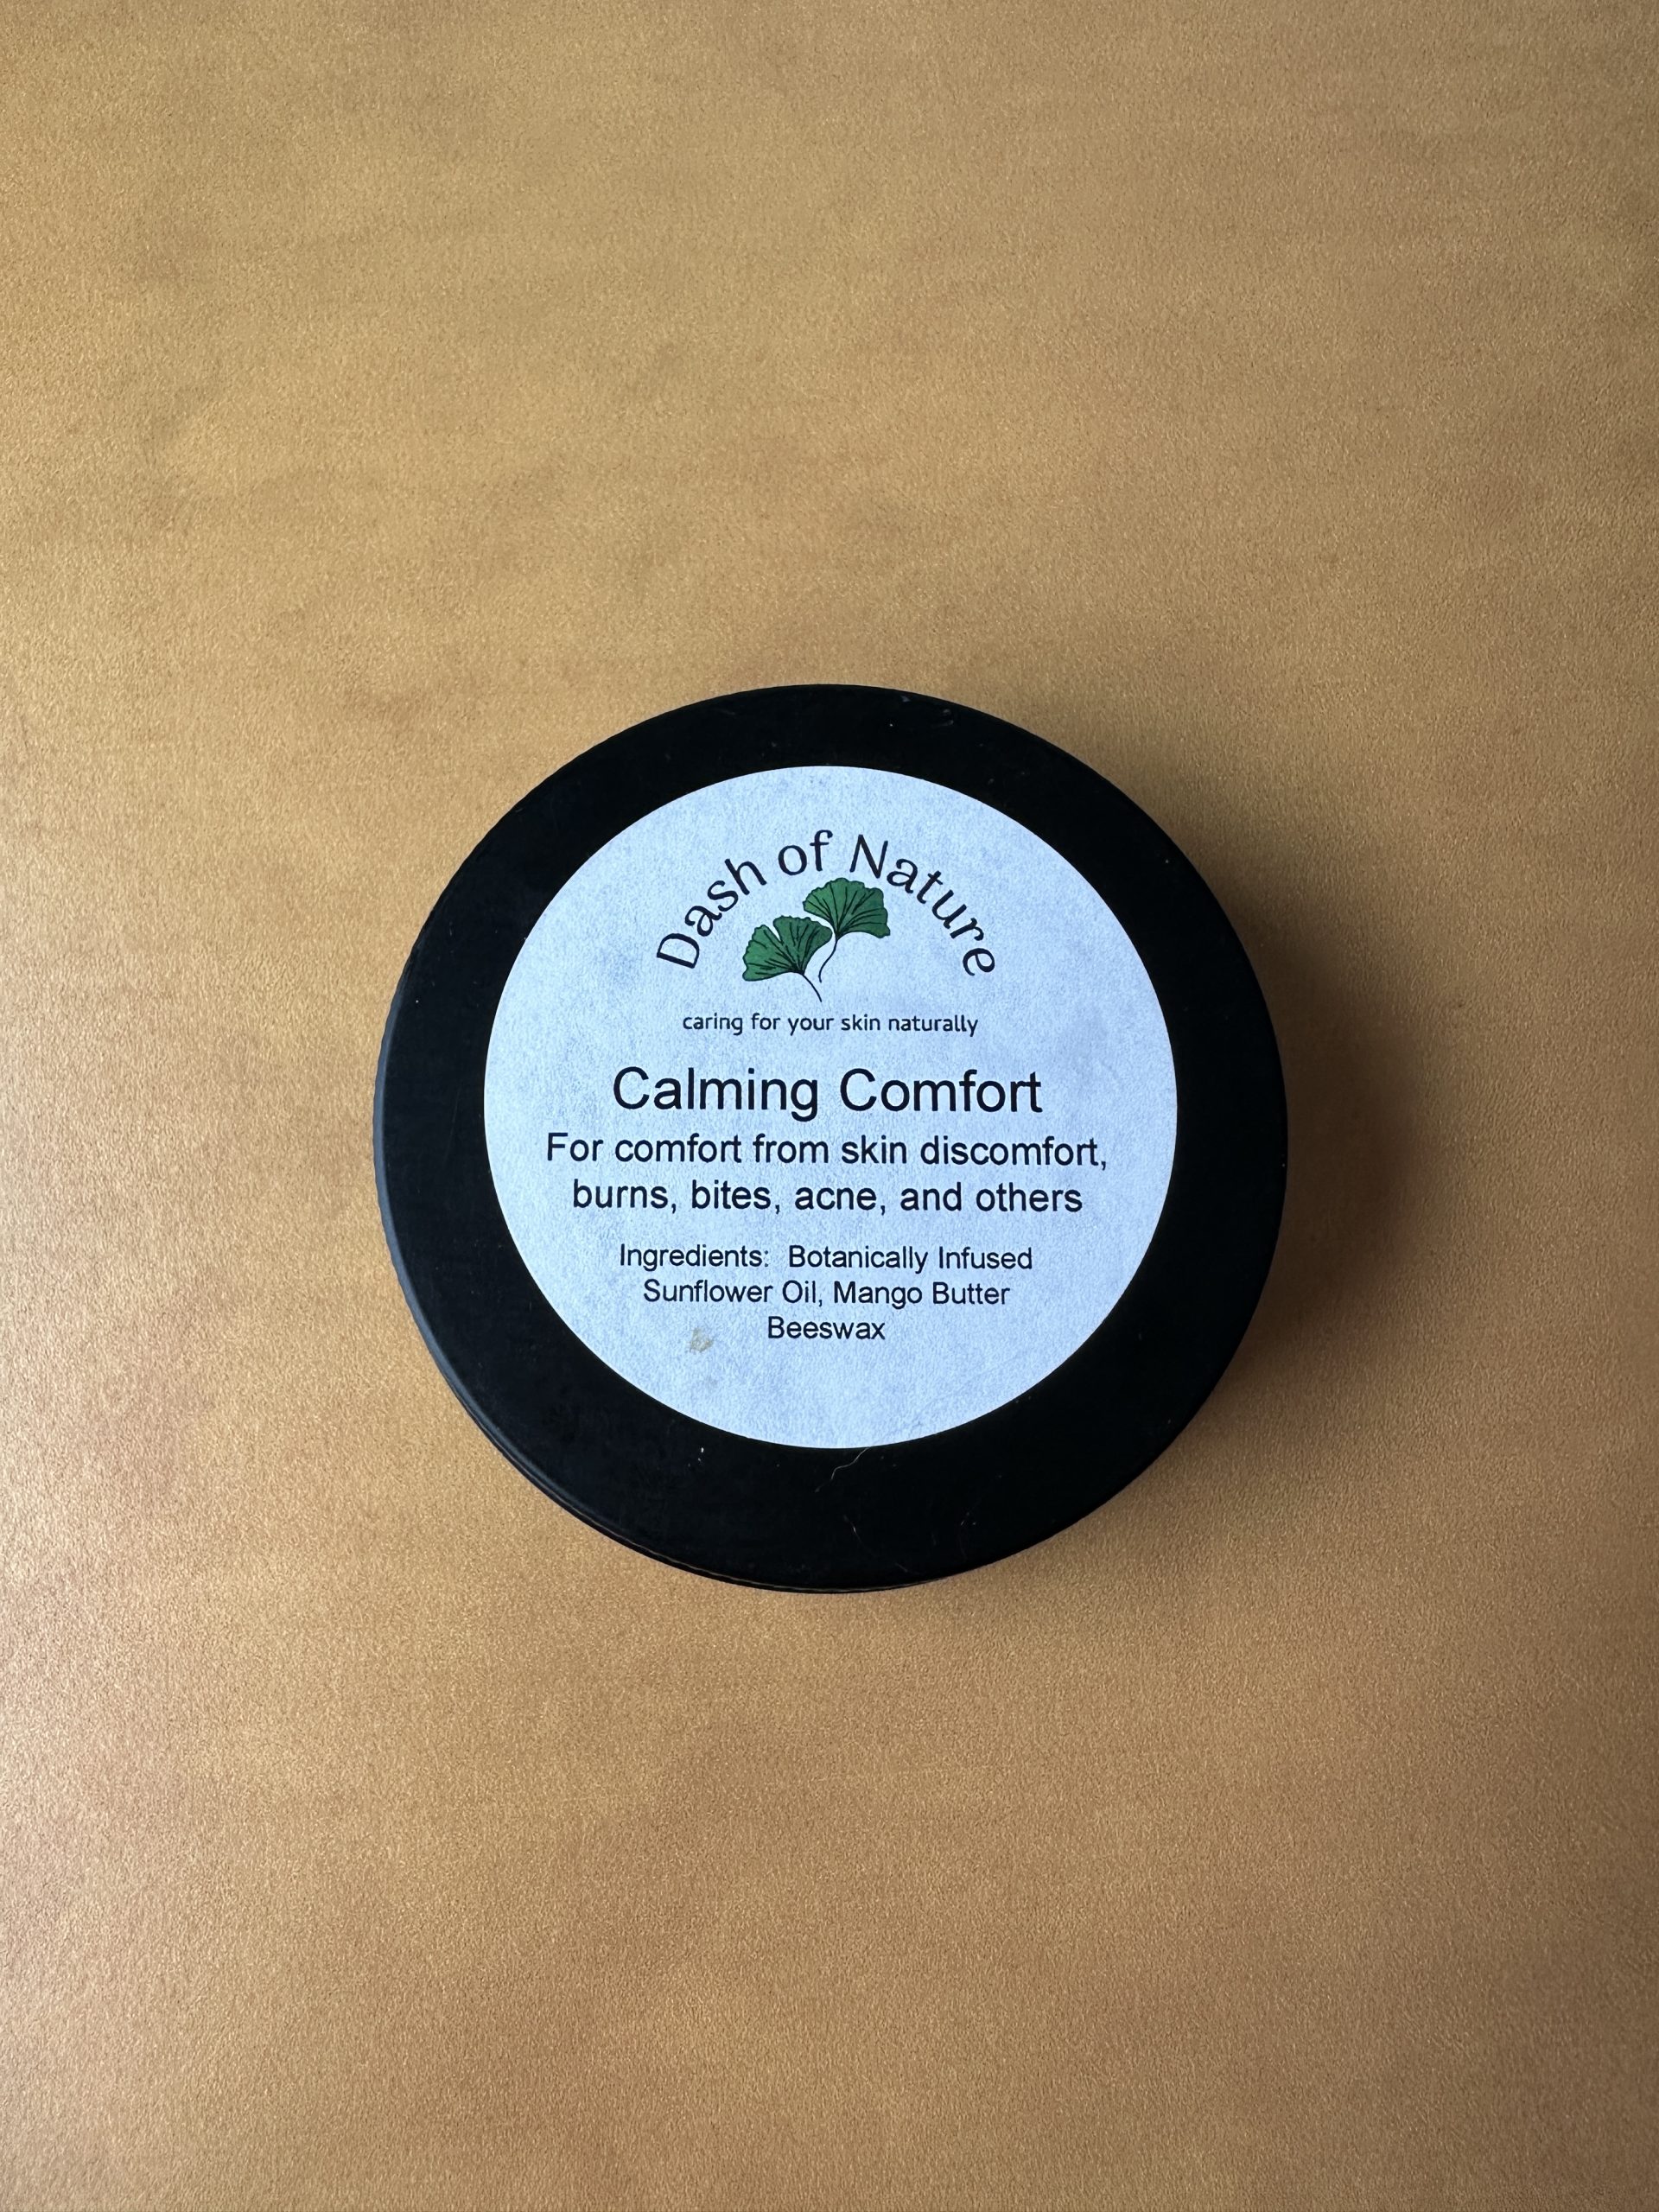 Dash of Nature
caring for your skin naturally
Calming Comfort
For comfort from skin discomfort,
burns, bites, acne, and others
Ingredients: Botanically Infused
Sunflower Oil, Mango Butter
Beeswax